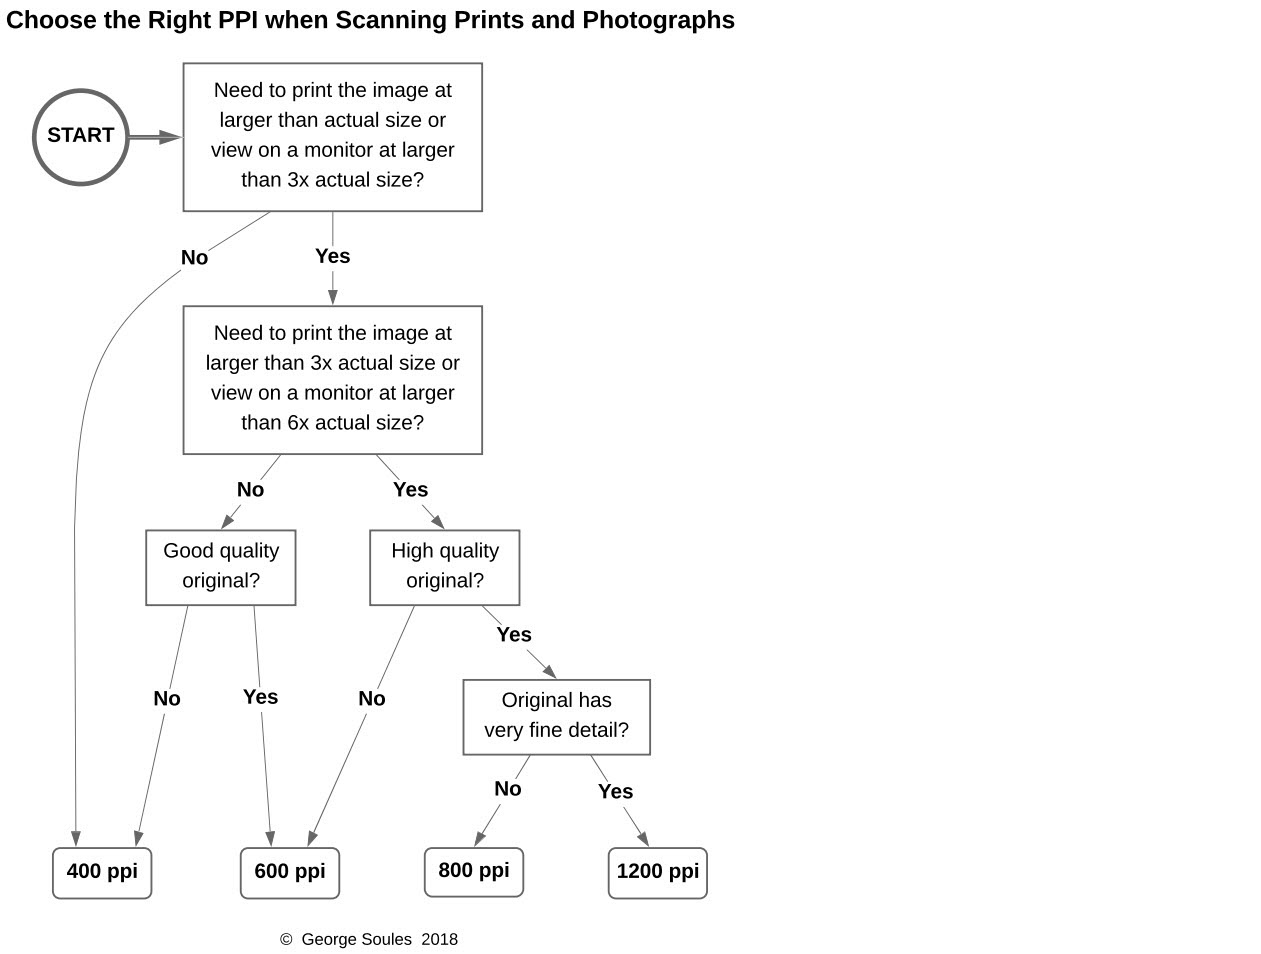 Choose the Right PPI when Scanning Prints and Photographs
START
Need to print the image at
larger than actual size or
view on a monitor at larger
than 3x actual size?
No
Yes
Need to print the image at
larger than 3x actual size or
view on a monitor at larger
than 6x actual size?
No
Yes
Good quality
original?
High quality
original?
Yes
No
Yes
No
Original has
very fine detail?
No
Yes
400 ppi
600 ppi
800 ppi
1200 ppi
© George Soules 2018